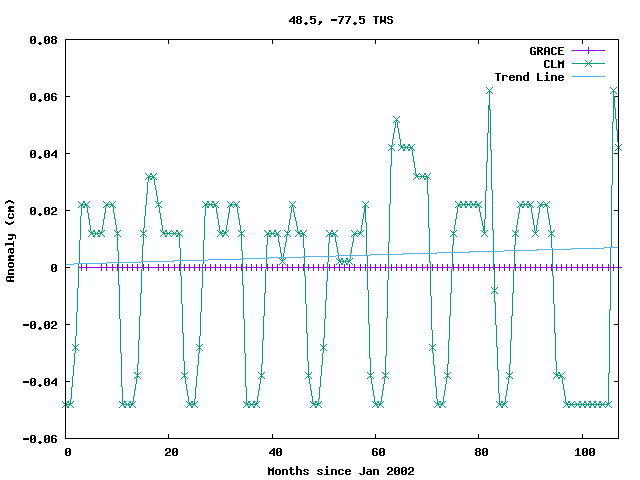 48.5, -77.5 TWS
GRACE
CLM
Trend Line
Anomaly (cm)
0.08
0.06
0.04
0.02
0
-0.02
-0.04
-0.06
0 20 40 60 80 100
Months since Jan 2002